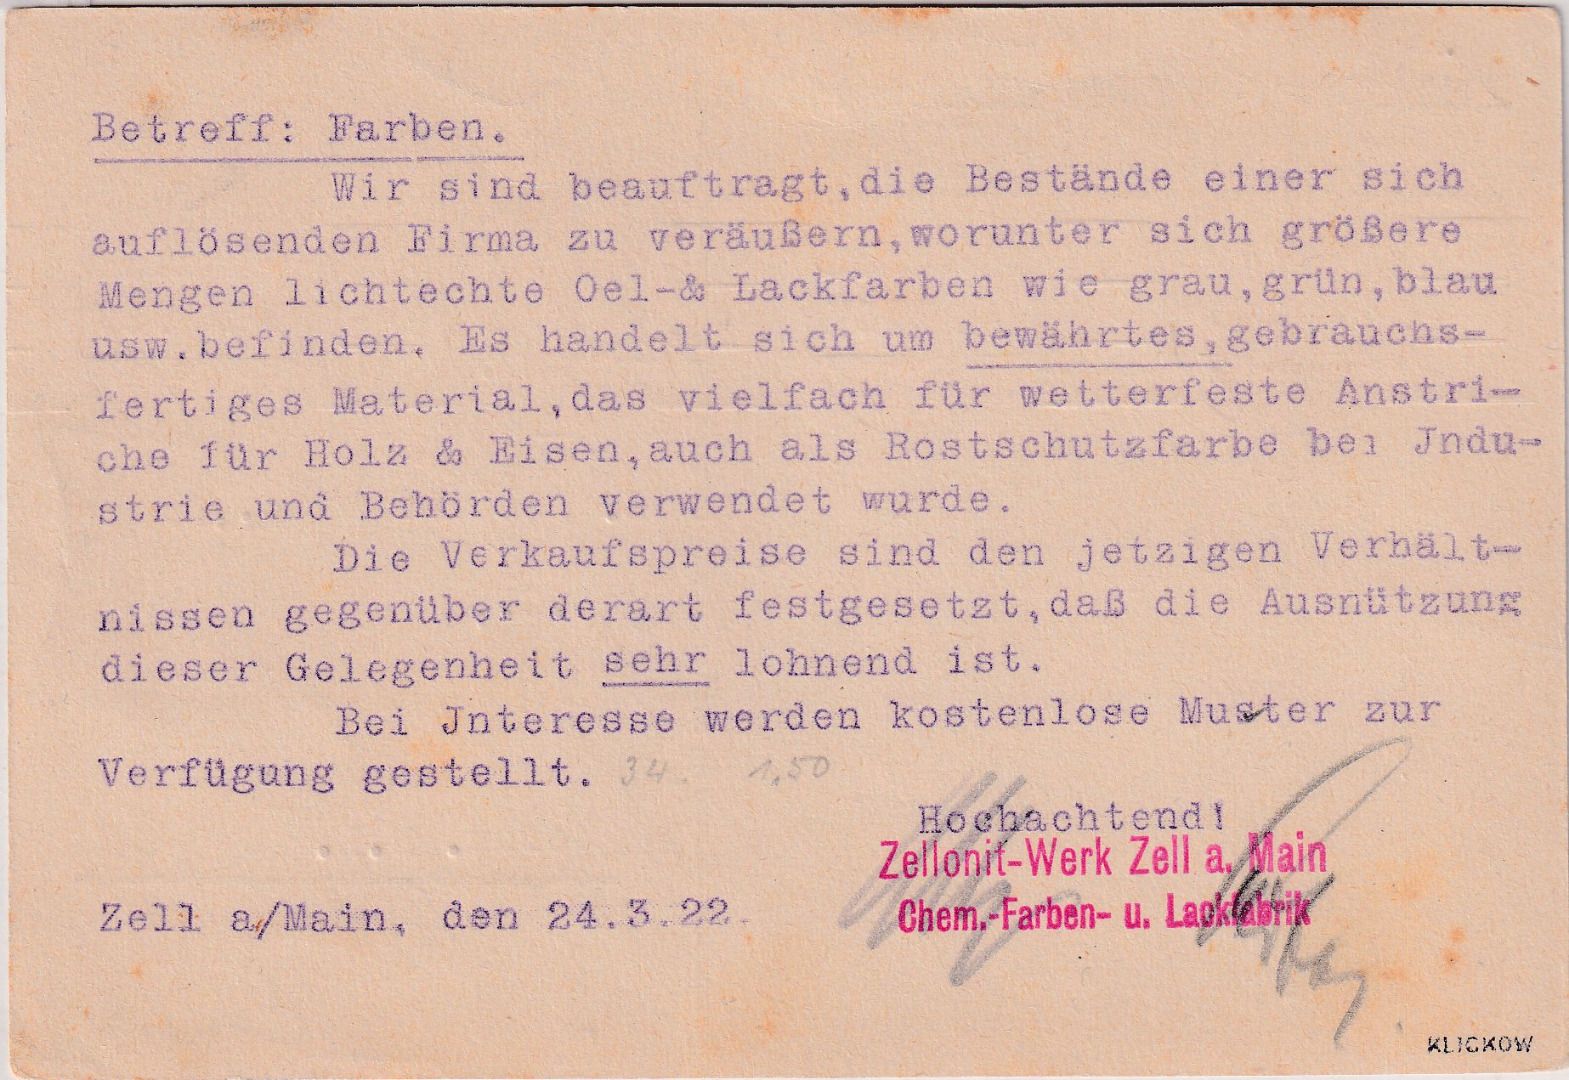 Betreff: Farben.
Wir sind beauftragt,die Bestände einer sich
auflösenden Firma zu veräußern,worunter sich größere
Mengen lichtechte Oel-& Lackfarben wie grau,grün,blau
usw.befinden. Es handelt sich um bewährtes,gebrauchs-
fertiges Material,das vielfach für wetterfeste Anstri-
che für Holz & Eisen,auch als Rostschutzfarbe bei Jndu-
strie und Behörden verwendet wurde.
Die Verkaufspreise sind den jetzigen Verhält-
nissen gegenüber derart festgesetzt,daß die Ausnützung
dieser Gelegenheit sehr lohnend ist.
Bei Jnteresse werden kostenlose Muster zur
Verfügung gestellt. 34. 1.50
Hochachtend!
Zellonit-Werk Zell a. Main
Chem.-Farben- u. Lackfabrik
Zell a/Main, den 24.3.22.
KLICKOW